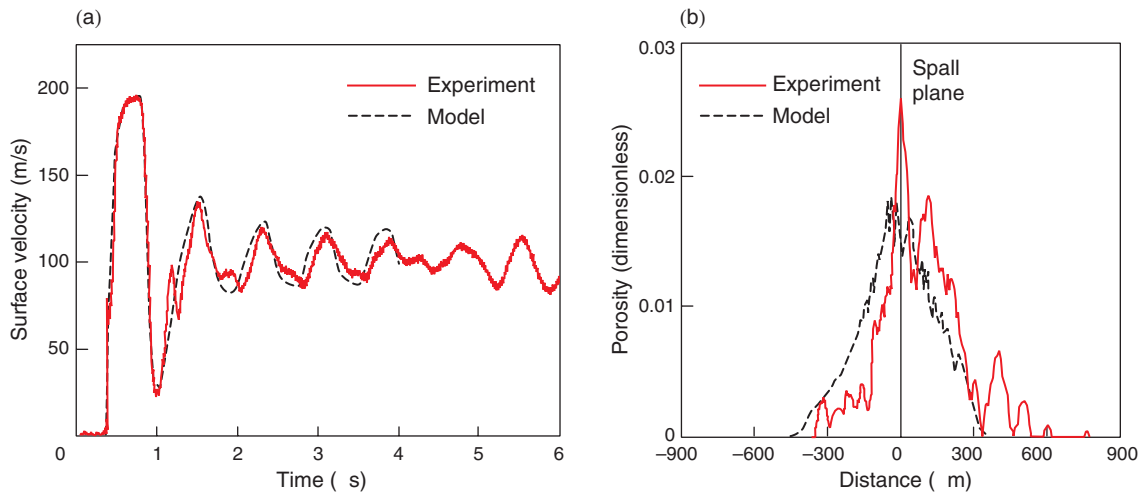 (a)
200
150
100
50
0
1
2
3
4
5
6
Surface velocity (m/s)
Time ( s)
Experiment
Model
(b)
0.03
0.02
0.01
0
–900
–300
0
300
600
900
Porosity (dimensionless)
Distance ( m)
Experiment
Model
Spall
plane